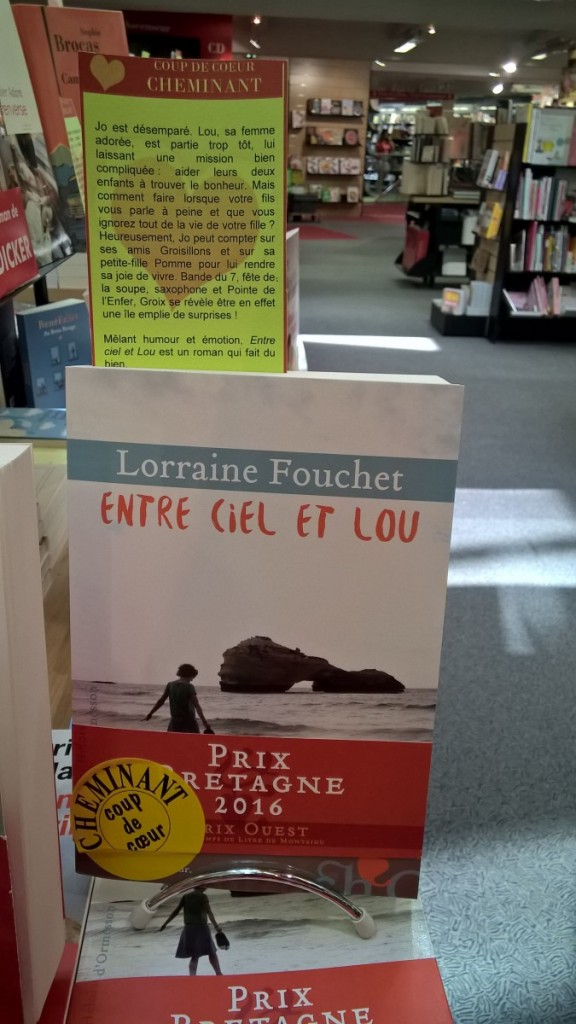 Sophie
Brocas
CD
DICKER
COUP DE CŒUR
CHEMINANT
Jo est désemparé. Lou, sa femme
adorée, est partie trop tôt, lui
laissant une mission bien
compliquée : aider leurs deux
enfants à trouver le bonheur. Mais
comment faire lorsque votre fils
vous parle à peine et que vous
ignorez tout de la vie de votre fille ?
Heureusement, Jo peut compter sur
ses amis Groisillons et sur sa
petite-fille Pomme pour lui rendre
sa joie de vivre. Bande du 7, fête de
la soupe, saxophone et Pointe de
l'Enfer, Groix se révèle être en effet
une île emplie de surprises !
Mêlant humour et émotion, Entre
ciel et Lou est un roman qui fait du
bien.
Lorraine Fouchet
ENTRE CIEL ET LOU
PRIX
BRETAGNE
2016
PRIX OUEST
CHEMINANT
coup
de
cœur
d'Ormesson
PRIX
BRETAGNE